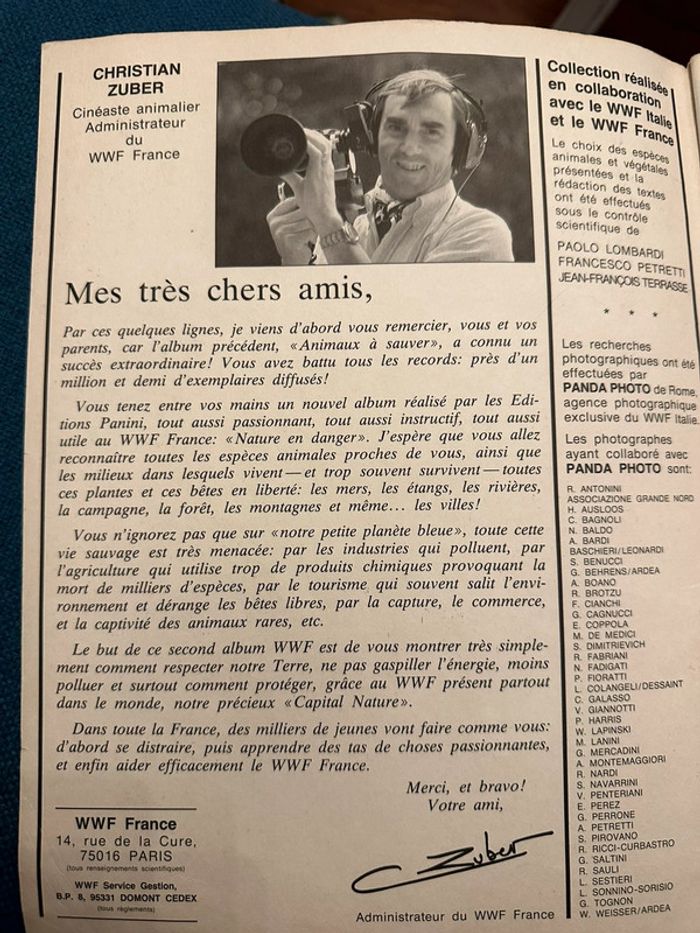 CHRISTIAN
ZUBER
Cinéaste animalier
Administrateur
du
WWF France
Mes très chers amis,
Par ces quelques lignes, je viens d'abord vous remercier, vous et vos
parents, car l'album précédent, «Animaux à sauver», a connu un
succès extraordinaire! Vous avez battu tous les records: près d'un
million et demi d'exemplaires diffusés!
Vous tenez entre vos mains un nouvel album réalisé par les Edi-
tions Panini, tout aussi passionnant, tout aussi instructif, tout aussi
utile au WWF France: «Nature en danger». J'espère que vous allez
reconnaître toutes les espèces animales proches de vous, ainsi que
les milieux dans lesquels vivent—et trop souvent survivent—toutes
ces plantes et ces bêtes en liberté: les mers, les étangs, les rivières,
la campagne, la forêt, les montagnes et même... les villes!
Vous n'ignorez pas que sur «notre petite planète bleue», toute cette
vie sauvage est très menacée: par les industries qui polluent, par
l'agriculture qui utilise trop de produits chimiques provoquant la
mort de milliers d'espèces, par le tourisme qui souvent salit l'envi-
ronnement et dérange les bêtes libres, par la capture, le commerce,
et la captivité des animaux rares, etc.
Le but de ce second album WWF est de vous montrer très simple-
ment comment respecter notre Terre, ne pas gaspiller l'énergie, moins
polluer et surtout comment protéger, grâce au WWF présent partout
dans le monde, notre précieux «Capital Nature».
Dans toute la France, des milliers de jeunes vont faire comme vous:
d'abord se distraire, puis apprendre des tas de choses passionnantes,
et enfin aider efficacement le WWF France.
Merci, et bravo!
Votre ami,
C Zuber
Administrateur du WWF France
WWF France
14, rue de la Cure,
75016 PARIS
(tous renseignements scientifiques)
WWF Service Gestion,
B.P. 8, 95331 DOMONT CEDEX
(tous règlements)
Collection réalisée
en collaboration
avec le WWF Italie
et le WWF France
Le choix des espèces
animales et végétales
présentées et la
rédaction des textes
ont été effectués
sous le contrôle
scientifique de
PAOLO LOMBARDI
FRANCESCO PETRETTI
JEAN-FRANÇOIS TERRASSE
* * *
Les recherches
photographiques ont été
effectuées par
PANDA PHOTO de Rome,
agence photographique
exclusive du WWF Italie.
Les photographes
ayant collaboré avec
PANDA PHOTO sont:
R. ANTONINI
ASSOCIAZIONE GRANDE NORD
H. AUSLOOS
C. BAGNOLI
N. BALDO
A. BARDI
BASCHIERI/LEONARDI
S. BENUCCI
G. BEHRENS/ARDEA
A. BOANO
R. BROTZU
F. CIANCHI
G. CAGNUCCI
E. COPPOLA
M. DE MEDICI
S. DIMITRIEVICH
R. FABRIANI
N. FADIGATI
P. FIORATTI
L. COLANGELI/DESSAINT
C. GALASSO
V. GIANNOTTI
P. HARRIS
W. LAPINSKI
M. LANINI
G. MERCADINI
A. MONTEMAGGIORI
R. NARDI
S. NAVARRINI
V. PENTERIANI
E. PEREZ
G. PERRONE
A. PETRETTI
S. PIROVANO
R. RICCI-CURBASTRO
G. SALTINI
R. SAULI
L. SESTIERI
L. SONNINO-SORISIO
G. TOGNON
W. WEISSER/ARDEA